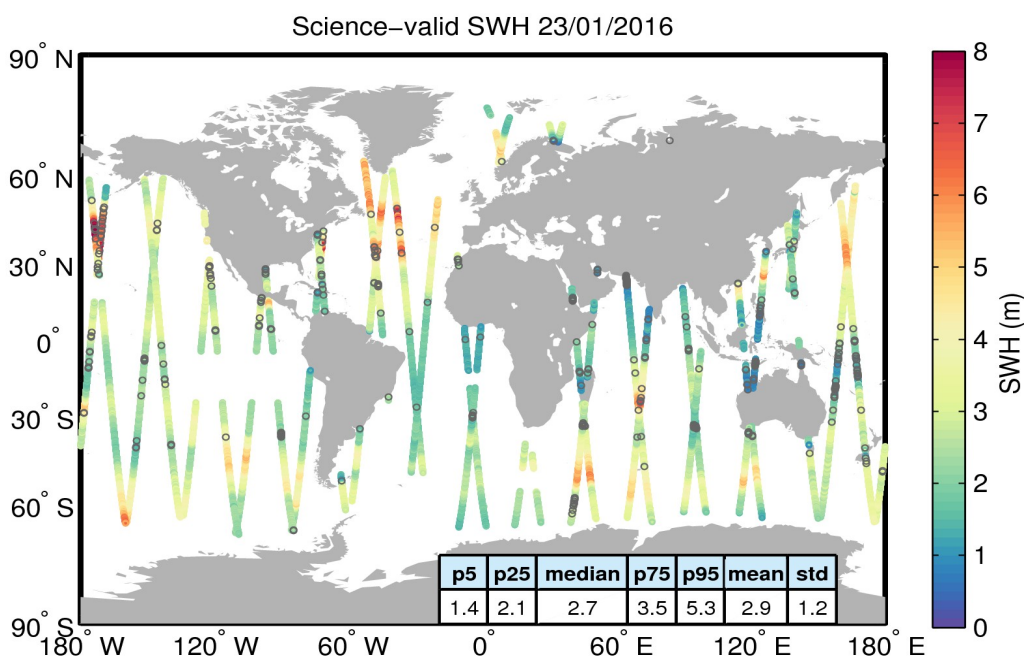 Science−valid SWH 23/01/2016
90° N
60° N
30° N
0°
30° S
60° S
90° S
180° W
120° W
60° W
0°
60° E
120° E
180° E
8
7
6
5
4
3
2
1
0
SWH (m)
p5 p25 median p75 p95 mean std
1.4 2.1 2.7 3.5 5.3 2.9 1.2